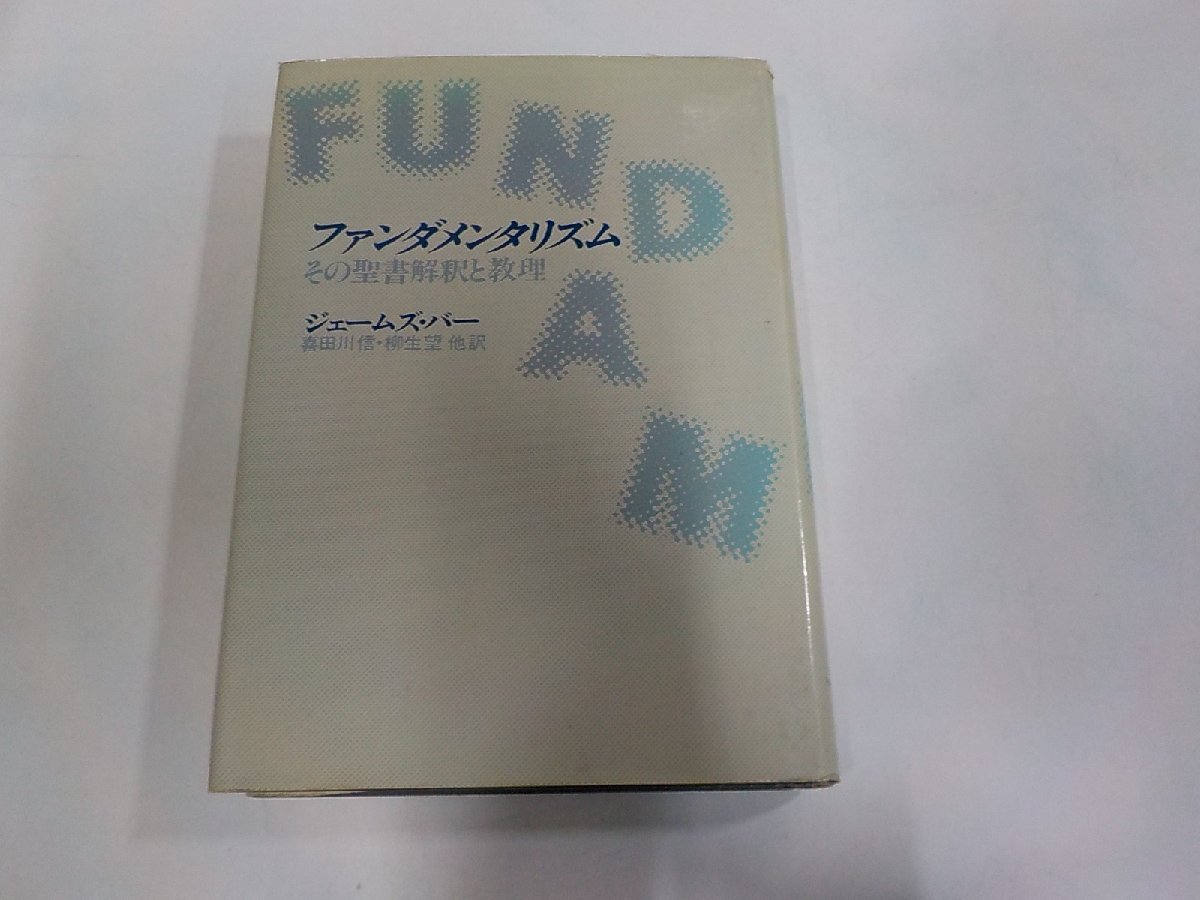 FUNDAM
ファンダメンタリズム
その聖書解釈と教理
ジェームズ・バー
喜田川信・柳生望 他訳